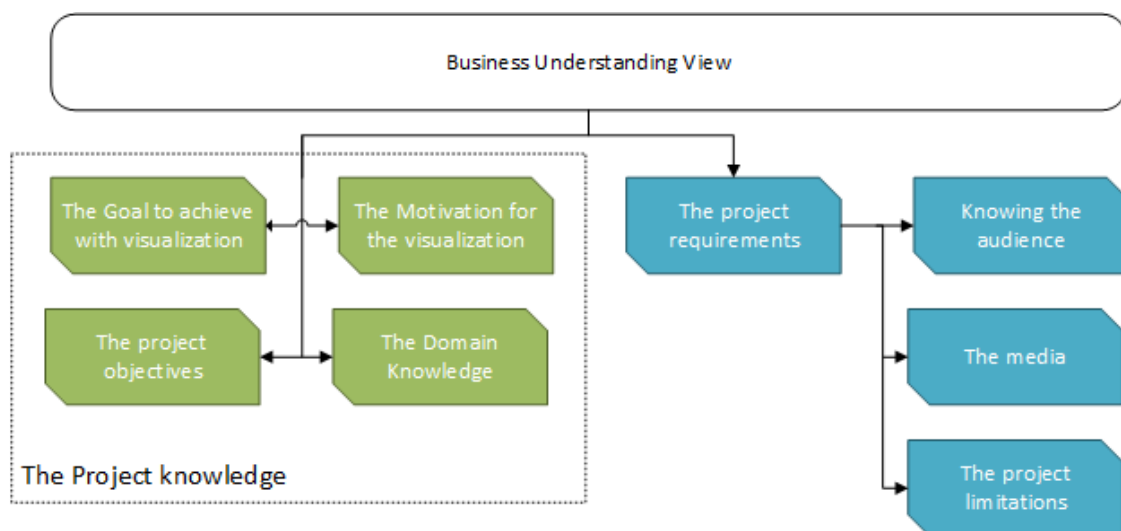 Business Understanding View
The Goal to achieve
with visualization
The Motivation for
the visualization
The project
requirements
Knowing the
audience
The project
objectives
The Domain
Knowledge
The media
The Project knowledge
The project
limitations